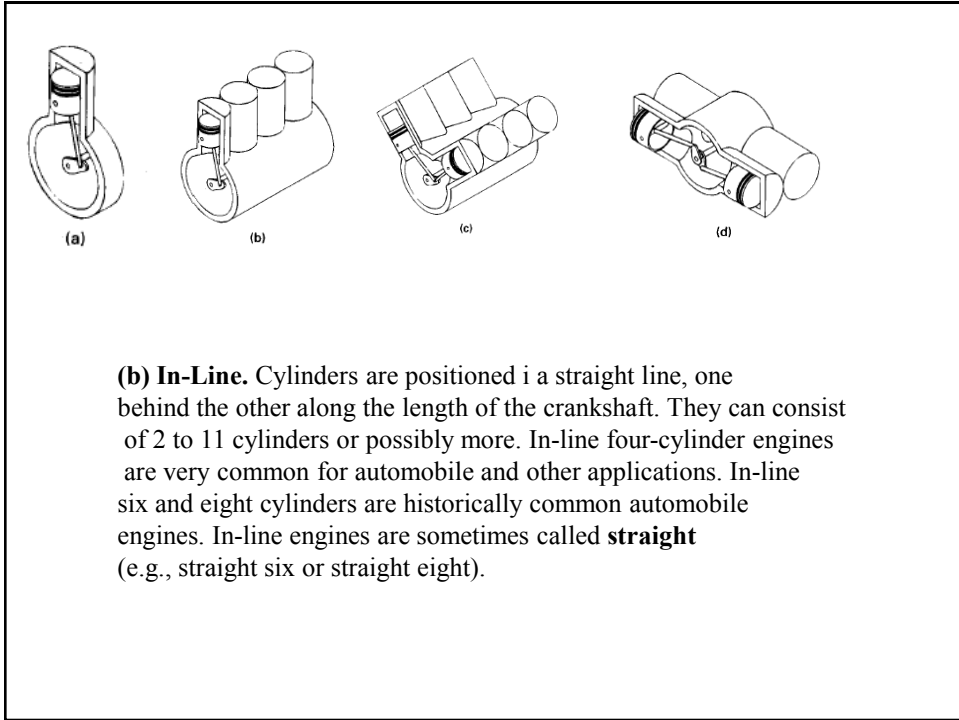 (a)
(b)
(c)
(d)
(b) In-Line. Cylinders are positioned i a straight line, one
behind the other along the length of the crankshaft. They can consist
of 2 to 11 cylinders or possibly more. In-line four-cylinder engines
are very common for automobile and other applications. In-line
six and eight cylinders are historically common automobile
engines. In-line engines are sometimes called straight
(e.g., straight six or straight eight).